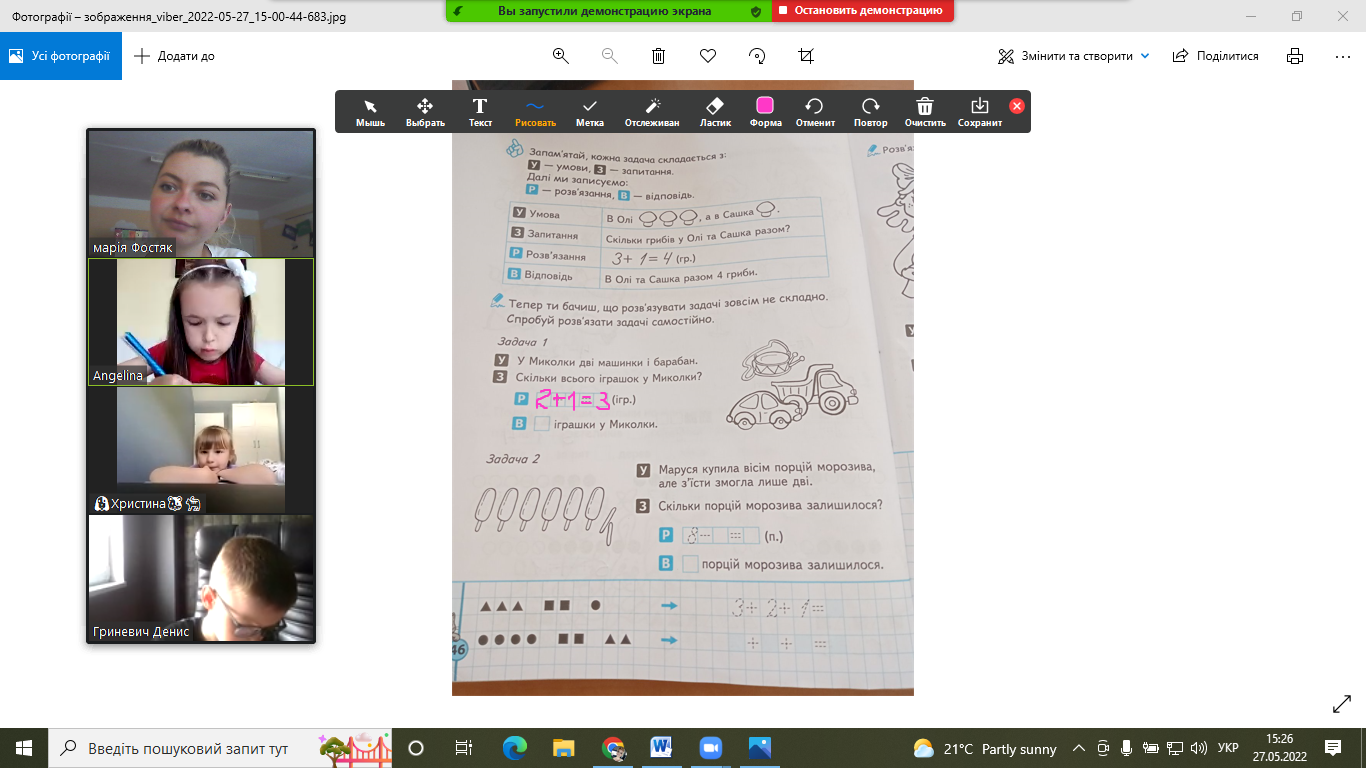 Фотографії – зображення_viber_2022-05-27_15-00-44-683.jpg
Вы запустили демонстрацию экрана
Остановить демонстрацию
Усі фотографії
Додати до
Змінити та створити
Поділитися
Мышь Выбрать Текст Рисовать Метка Отслеживан Ластик Форма Отменит Повтор Очистить Сохранит
марія Фостяк
Angelina
Христина
Гриневич Денис
Запам'ятай, кожна задача складається з:
У — умови, З — запитання.
Далі ми записуємо:
Р — розв'язання, В — відповідь.
У Умова В Олі , а в Сашка .
З Запитання Скільки грибів у Олі та Сашка разом?
Р Розв'язання 3+1=4 (гр.)
В Відповідь В Олі та Сашка разом 4 гриби.
Тепер ти бачиш, що розв'язувати задачі зовсім не складно.
Спробуй розв'язати задачі самостійно.
Задача 1
У У Миколки дві машинки і барабан.
З Скільки всього іграшок у Миколки?
Р 2+1=3 (ігр.)
В іграшки у Миколки.
Задача 2
У Маруся купила вісім порцій морозива,
але з'їсти змогла лише дві.
З Скільки порцій морозива залишилося?
Р 8 – = (п.)
В порцій морозива залишилося.
3+2+1=
+ + =
46
Введіть пошуковий запит тут
21°C Partly sunny
УКР
15:26
27.05.2022